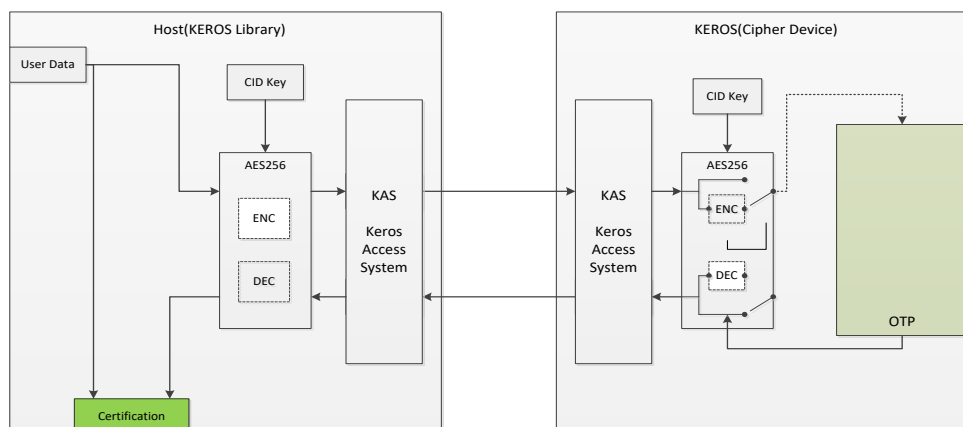 Host(KEROS Library)
User Data
CID Key
AES256
ENC
DEC
KAS
Keros
Access
System
Certification
KEROS(Cipher Device)
KAS
Keros
Access
System
CID Key
AES256
ENC
DEC
OTP